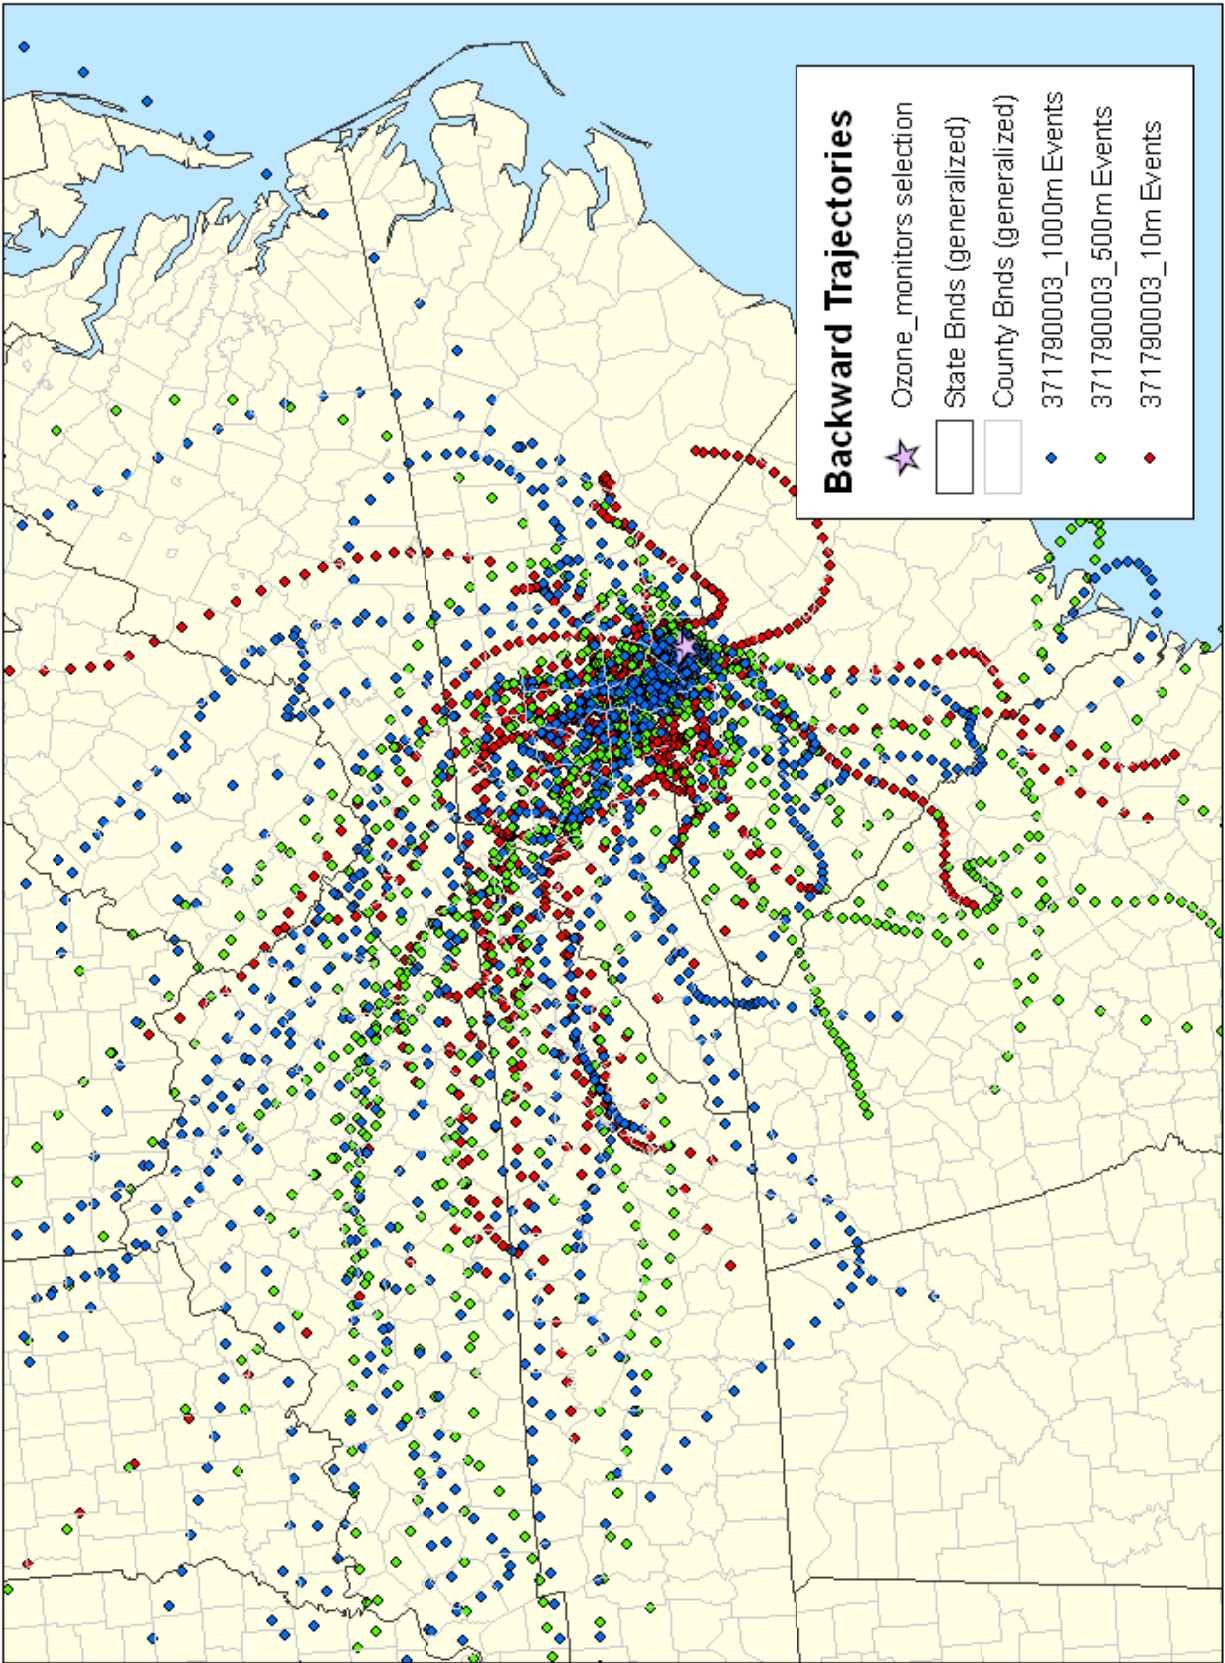 Backward Trajectories
Ozone_monitors selection
State Bnds (generalized)
County Bnds (generalized)
371790003_1000m Events
371790003_500m Events
371790003_10m Events